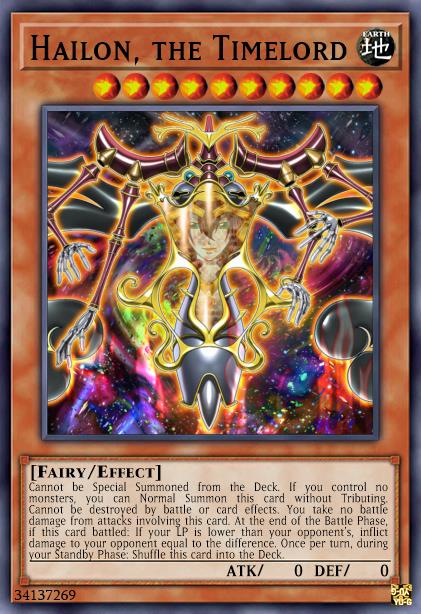 HAILON, THE TIMELORD
EARTH
地
[FAIRY/EFFECT]
Cannot be Special Summoned from the Deck. If you control no
monsters, you can Normal Summon this card without Tributing.
Cannot be destroyed by battle or card effects. You take no battle
damage from attacks involving this card. At the end of the Battle Phase,
if this card battled: If your LP is lower than your opponent's, inflict
damage to your opponent equal to the difference. Once per turn, during
your Standby Phase: Shuffle this card into the Deck.
ATK/ 0 DEF/ 0
34137269